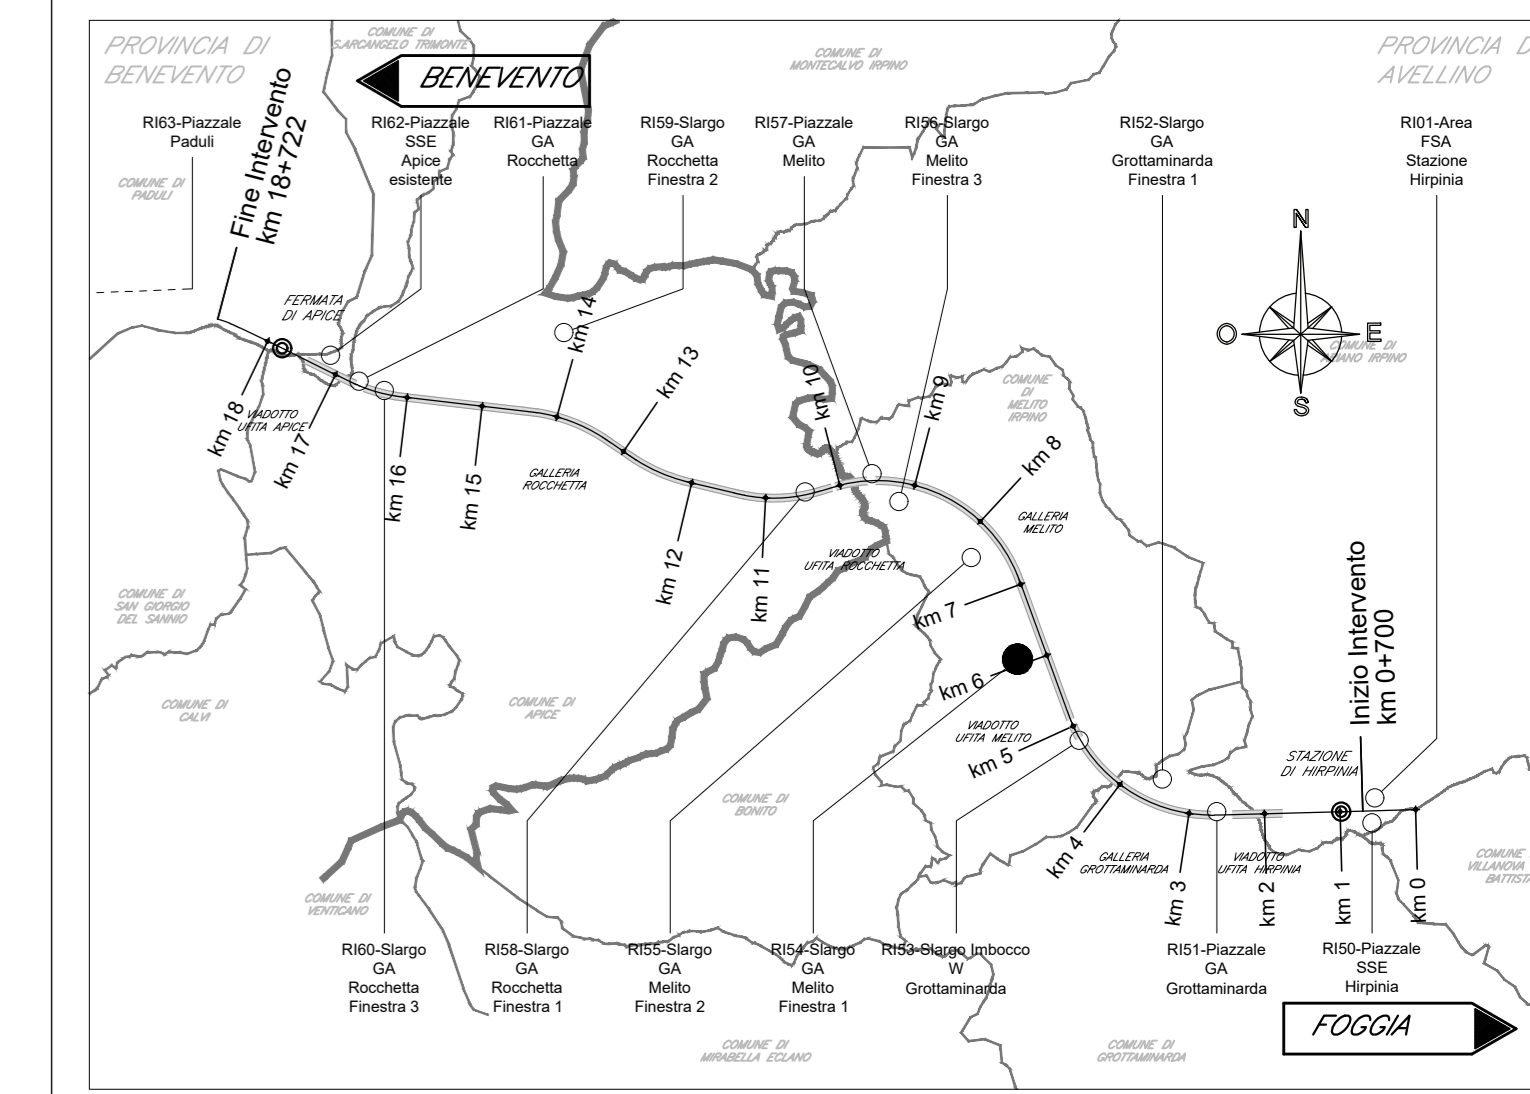 PROVINCIA DI
BENEVENTO
COMUNE DI
S.ARCANGELO TRIMONTE
BENEVENTO
COMUNE DI
MONTECALVO IRPINO
AVELLINO
RI63-Piazzale
Paduli
Fine Intervento
km 18+722
RI62-Piazzale
SSE
Apice
esistente
RI61-Piazzale
GA
Rocchetta
RI59-Slargo
GA
Rocchetta
Finestra 2
RI57-Piazzale
GA
Melito
RI56-Slargo
GA
Melito
Finestra 3
RI52-Slargo
GA
Grottaminarda
Finestra 1
RI01-Area
FSA
Stazione
Hirpinia
COMUNE DI
PADULI
N
O
E
S
COMUNE DI
ARIANO IRPINO
FERMATA
DI APICE
VIADOTTO
UFITA APICE
km 18
km 17
km 16
km 15
km 14
km 13
km 12
km 11
km 10
km 9
km 8
km 7
km 6
km 5
km 4
km 3
km 2
km 1
km 0
COMUNE
DI
MELITO
IRPINO
GALLERIA
ROCCHETTA
GALLERIA
MELITO
VIADOTTO
UFITA ROCCHETTA
COMUNE DI
SAN GIORGIO
DEL SANNIO
COMUNE DI
CALVI
COMUNE DI
APICE
VIADOTTO
UFITA MELITO
Inizio Intervento
km 0+700
STAZIONE
DI HIRPINIA
COMUNE DI
BONITO
GALLERIA
GROTTAMINARDA
VIADOTTO
UFITA HIRPINIA
COMUNE
VILLANOVA
COMUNE DI
VENTICANO
RI60-Slargo
GA
Rocchetta
Finestra 3
RI58-Slargo
GA
Rocchetta
Finestra 1
RI55-Slargo
GA
Melito
Finestra 2
RI54-Slargo
GA
Melito
Finestra 1
RI53-Slargo Imbocco
W
Grottaminarda
RI51-Piazzale
GA
Grottaminarda
RI50-Piazzale
SSE
Hirpinia
FOGGIA
COMUNE DI
MIRABELLA ECLANO
COMUNE DI
GROTTAMINARDA